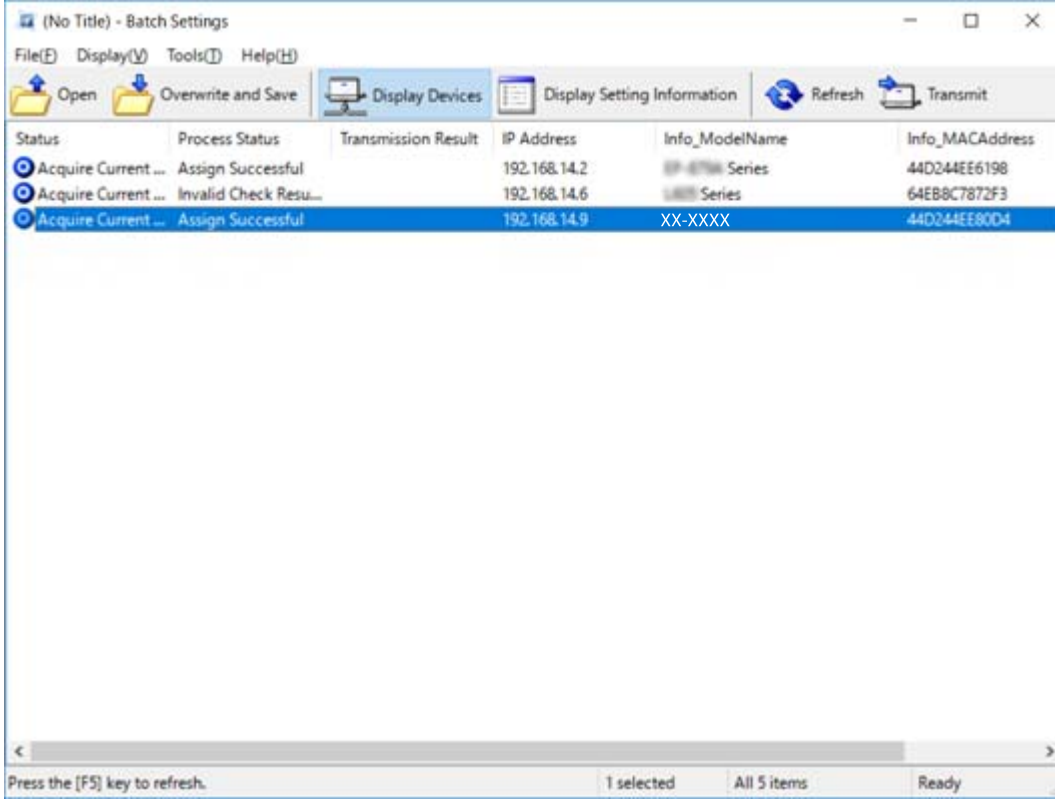 (No Title) - Batch Settings
File(F) Display(V) Tools(T) Help(H)
Open Overwrite and Save Display Devices Display Setting Information Refresh Transmit
Status Process Status Transmission Result IP Address Info_ModelName Info_MACAddress
Acquire Current ... Assign Successful 192.168.14.2 Series 44D244EE6198
Acquire Current ... Invalid Check Resu... 192.168.14.6 Series 64EB8C7872F3
Acquire Current ... Assign Successful 192.168.14.9 XX-XXXX 44D244EE80D4
Press the [F5] key to refresh. 1 selected All 5 items Ready